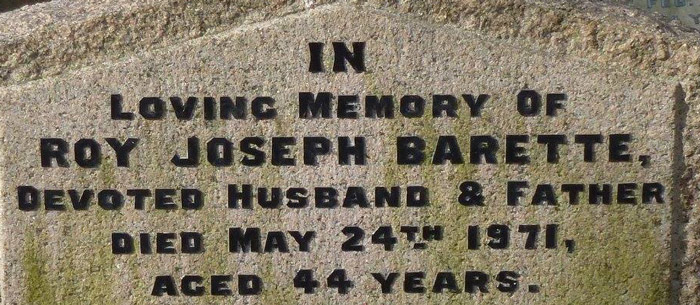 IN
LOVING MEMORY OF
ROY JOSEPH BARETTE,
DEVOTED HUSBAND & FATHER
DIED MAY 24TH 1971,
AGED 44 YEARS.